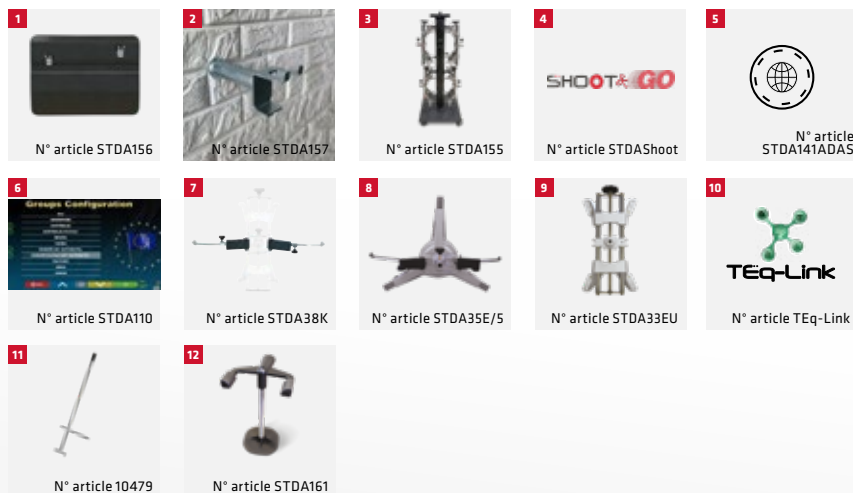 1
2
3
4
5
N° article STDA156
N° article STDA157
N° article STDA155
SHOOT& GO
N° article STDAShoot
N° article
STDA141ADAS
6
7
8
9
10
Groups Configuration
TEq-Link
N° article STDA110
N° article STDA38K
N° article STDA35E/5
N° article STDA33EU
N° article TEq-Link
11
12
N° article 10479
N° article STDA161